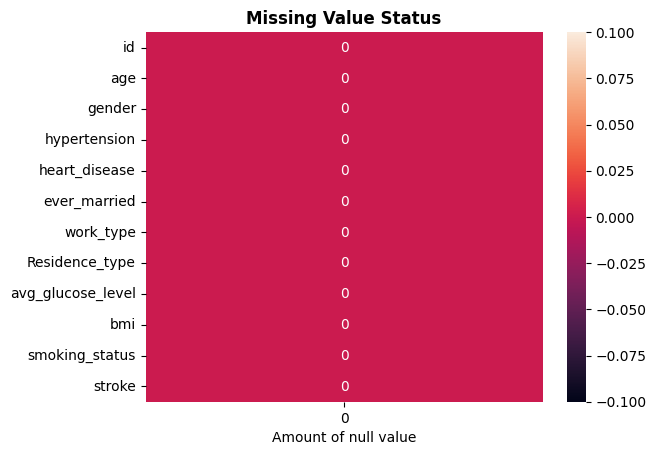 Missing Value Status
id 0
age 0
gender 0
hypertension 0
heart_disease 0
ever_married 0
work_type 0
Residence_type 0
avg_glucose_level 0
bmi 0
smoking_status 0
stroke 0
0
Amount of null value
0.100
0.075
0.050
0.025
0.000
−0.025
−0.050
−0.075
−0.100